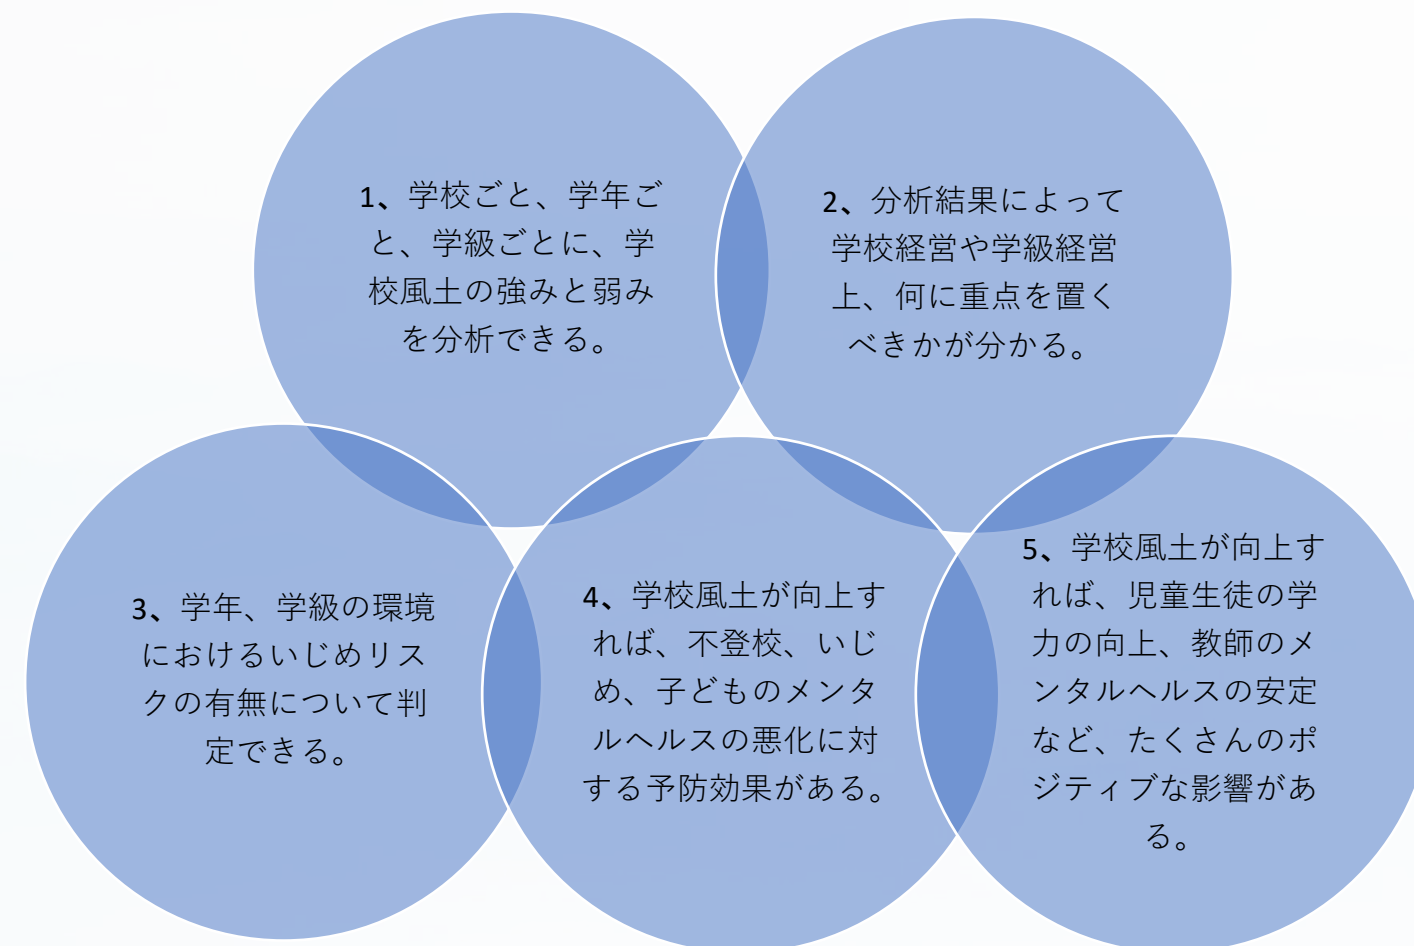 1、学校ごと、学年ご
と、学級ごとに、学
校風土の強みと弱み
を分析できる。
2、分析結果によって
学校経営や学級経営
上、何に重点を置く
べきかが分かる。
3、学年、学級の環境
におけるいじめリス
クの有無について判
定できる。
4、学校風土が向上す
れば、不登校、いじ
め、子どものメンタ
ルヘルスの悪化に対
する予防効果がある。
5、学校風土が向上す
れば、児童生徒の学
力の向上、教師のメ
ンタルヘルスの安定
など、たくさんのポ
ジティブな影響があ
る。